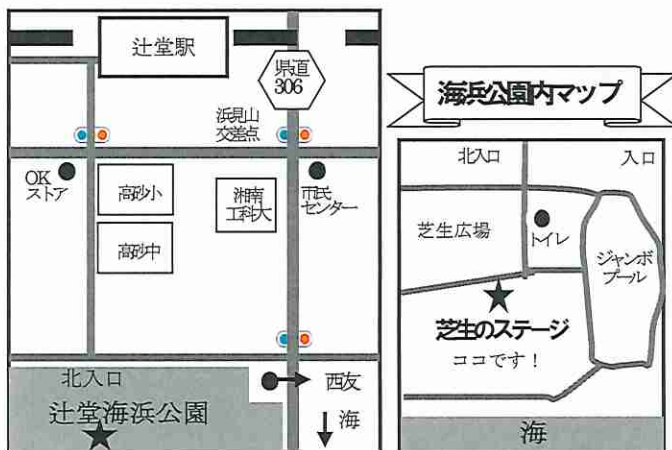 辻堂駅
県道
306
浜見山
交差点
OK
ストア
高砂小
高砂中
湘南
工科大
市民
センター
北入口
西友
辻堂海浜公園
海
海浜公園内マップ
北入口
入口
芝生広場
トイレ
ジャンボ
プール
芝生のステージ
ココです！
海